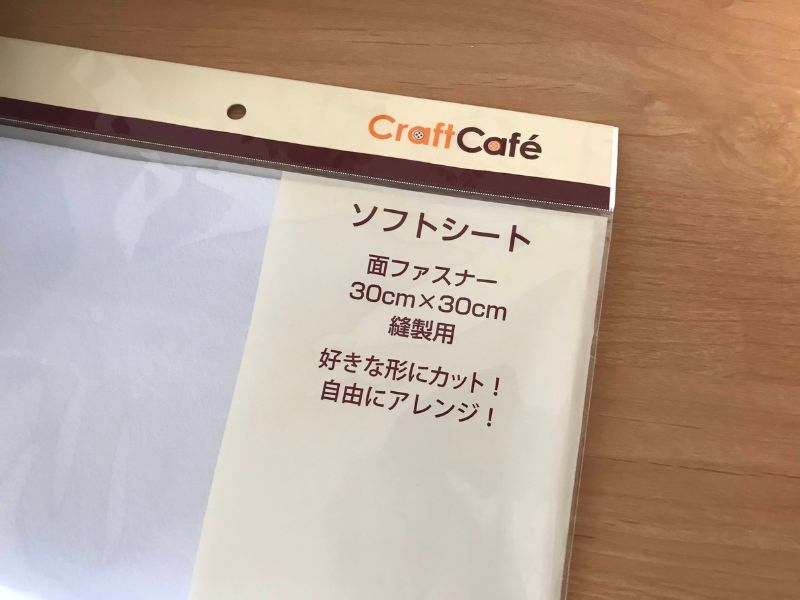 CraftCafé
ソフトシート
面ファスナー
30cm×30cm
縫製用
好きな形にカット！
自由にアレンジ！